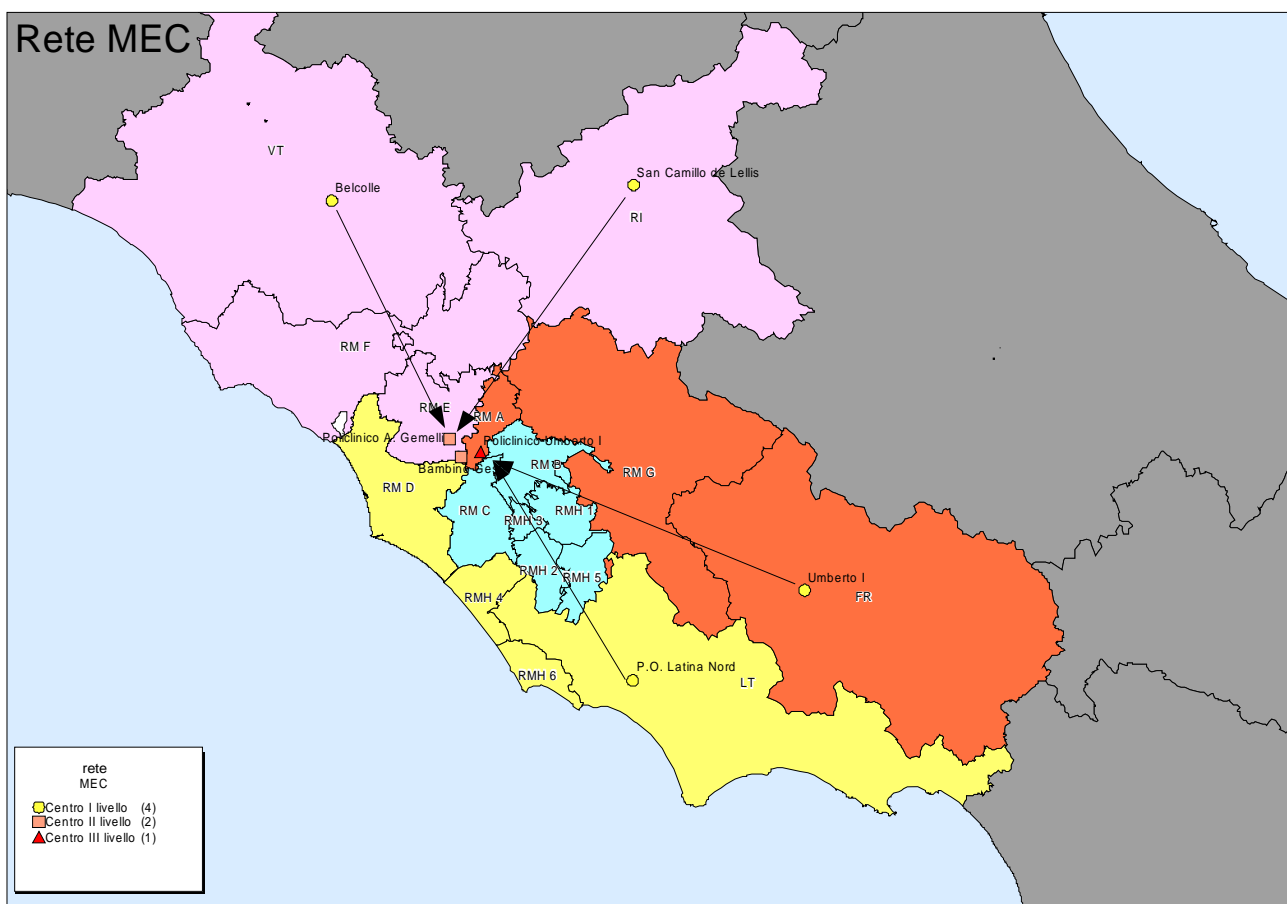 Rete MEC
VT
Belcolle
San Camillo de Lellis
RI
RM F
RM E
RM A
Policlinico A. Gemelli
Policlinico Umberto I
Bambino Ge
RM B
RM G
RM D
RM C
RMH 3
RMH 1
RMH 2
RMH 5
RMH 4
Umberto I
FR
P.O. Latina Nord
LT
RMH 6
rete
MEC
Centro I livello (4)
Centro II livello (2)
Centro III livello (1)